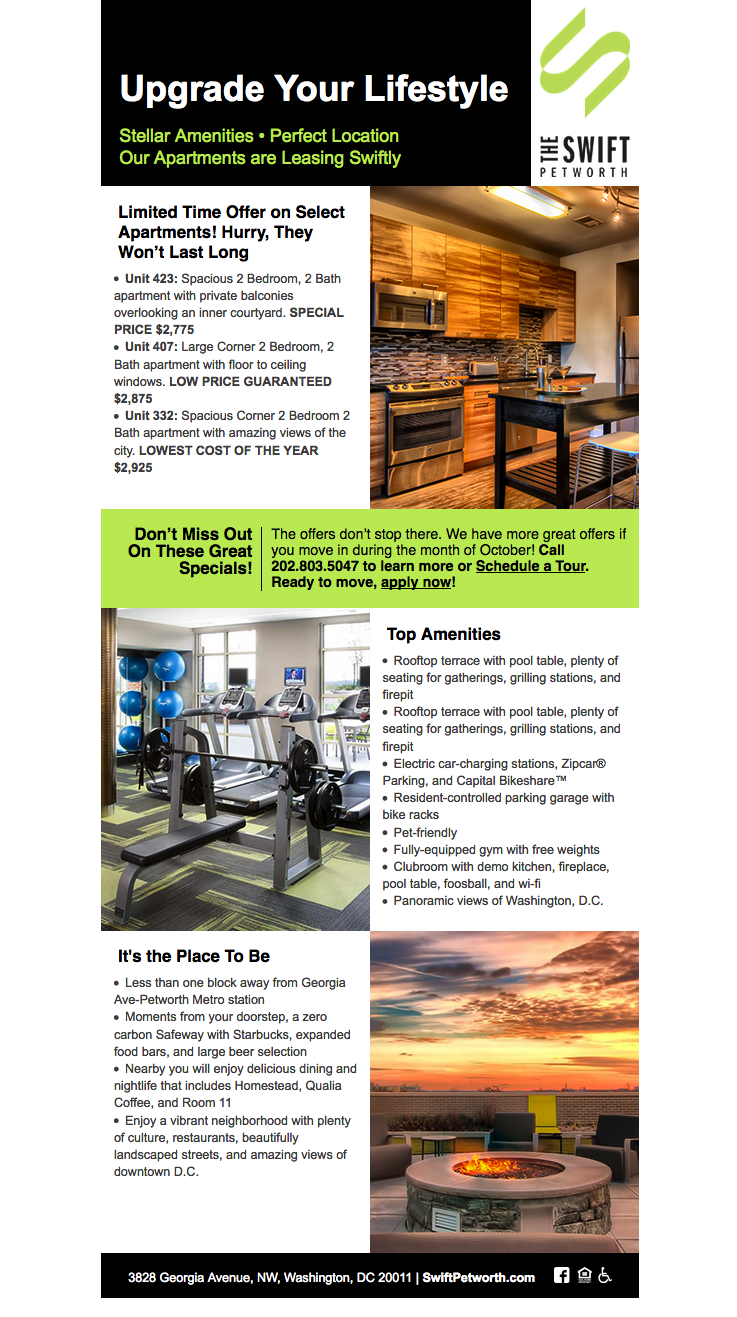 Upgrade Your Lifestyle
Stellar Amenities • Perfect Location
Our Apartments are Leasing Swiftly
THE SWIFT
PETWORTH
Limited Time Offer on Select
Apartments! Hurry, They
Won’t Last Long
• Unit 423: Spacious 2 Bedroom, 2 Bath
apartment with private balconies
overlooking an inner courtyard. SPECIAL
PRICE $2,775
• Unit 407: Large Corner 2 Bedroom, 2
Bath apartment with floor to ceiling
windows. LOW PRICE GUARANTEED
$2,875
• Unit 332: Spacious Corner 2 Bedroom 2
Bath apartment with amazing views of the
city. LOWEST COST OF THE YEAR
$2,925
Don’t Miss Out
On These Great
Specials!
The offers don't stop there. We have more great offers if
you move in during the month of October! Call
202.803.5047 to learn more or Schedule a Tour.
Ready to move, apply now!
Top Amenities
• Rooftop terrace with pool table, plenty of
seating for gatherings, grilling stations, and
firepit
• Rooftop terrace with pool table, plenty of
seating for gatherings, grilling stations, and
firepit
• Electric car-charging stations, Zipcar®
Parking, and Capital Bikeshare™
• Resident-controlled parking garage with
bike racks
• Pet-friendly
• Fully-equipped gym with free weights
• Clubroom with demo kitchen, fireplace,
pool table, foosball, and wi-fi
• Panoramic views of Washington, D.C.
It's the Place To Be
• Less than one block away from Georgia
Ave-Petworth Metro station
• Moments from your doorstep, a zero
carbon Safeway with Starbucks, expanded
food bars, and large beer selection
• Nearby you will enjoy delicious dining and
nightlife that includes Homestead, Qualia
Coffee, and Room 11
• Enjoy a vibrant neighborhood with plenty
of culture, restaurants, beautifully
landscaped streets, and amazing views of
downtown D.C.
3828 Georgia Avenue, NW, Washington, DC 20011 | SwiftPetworth.com